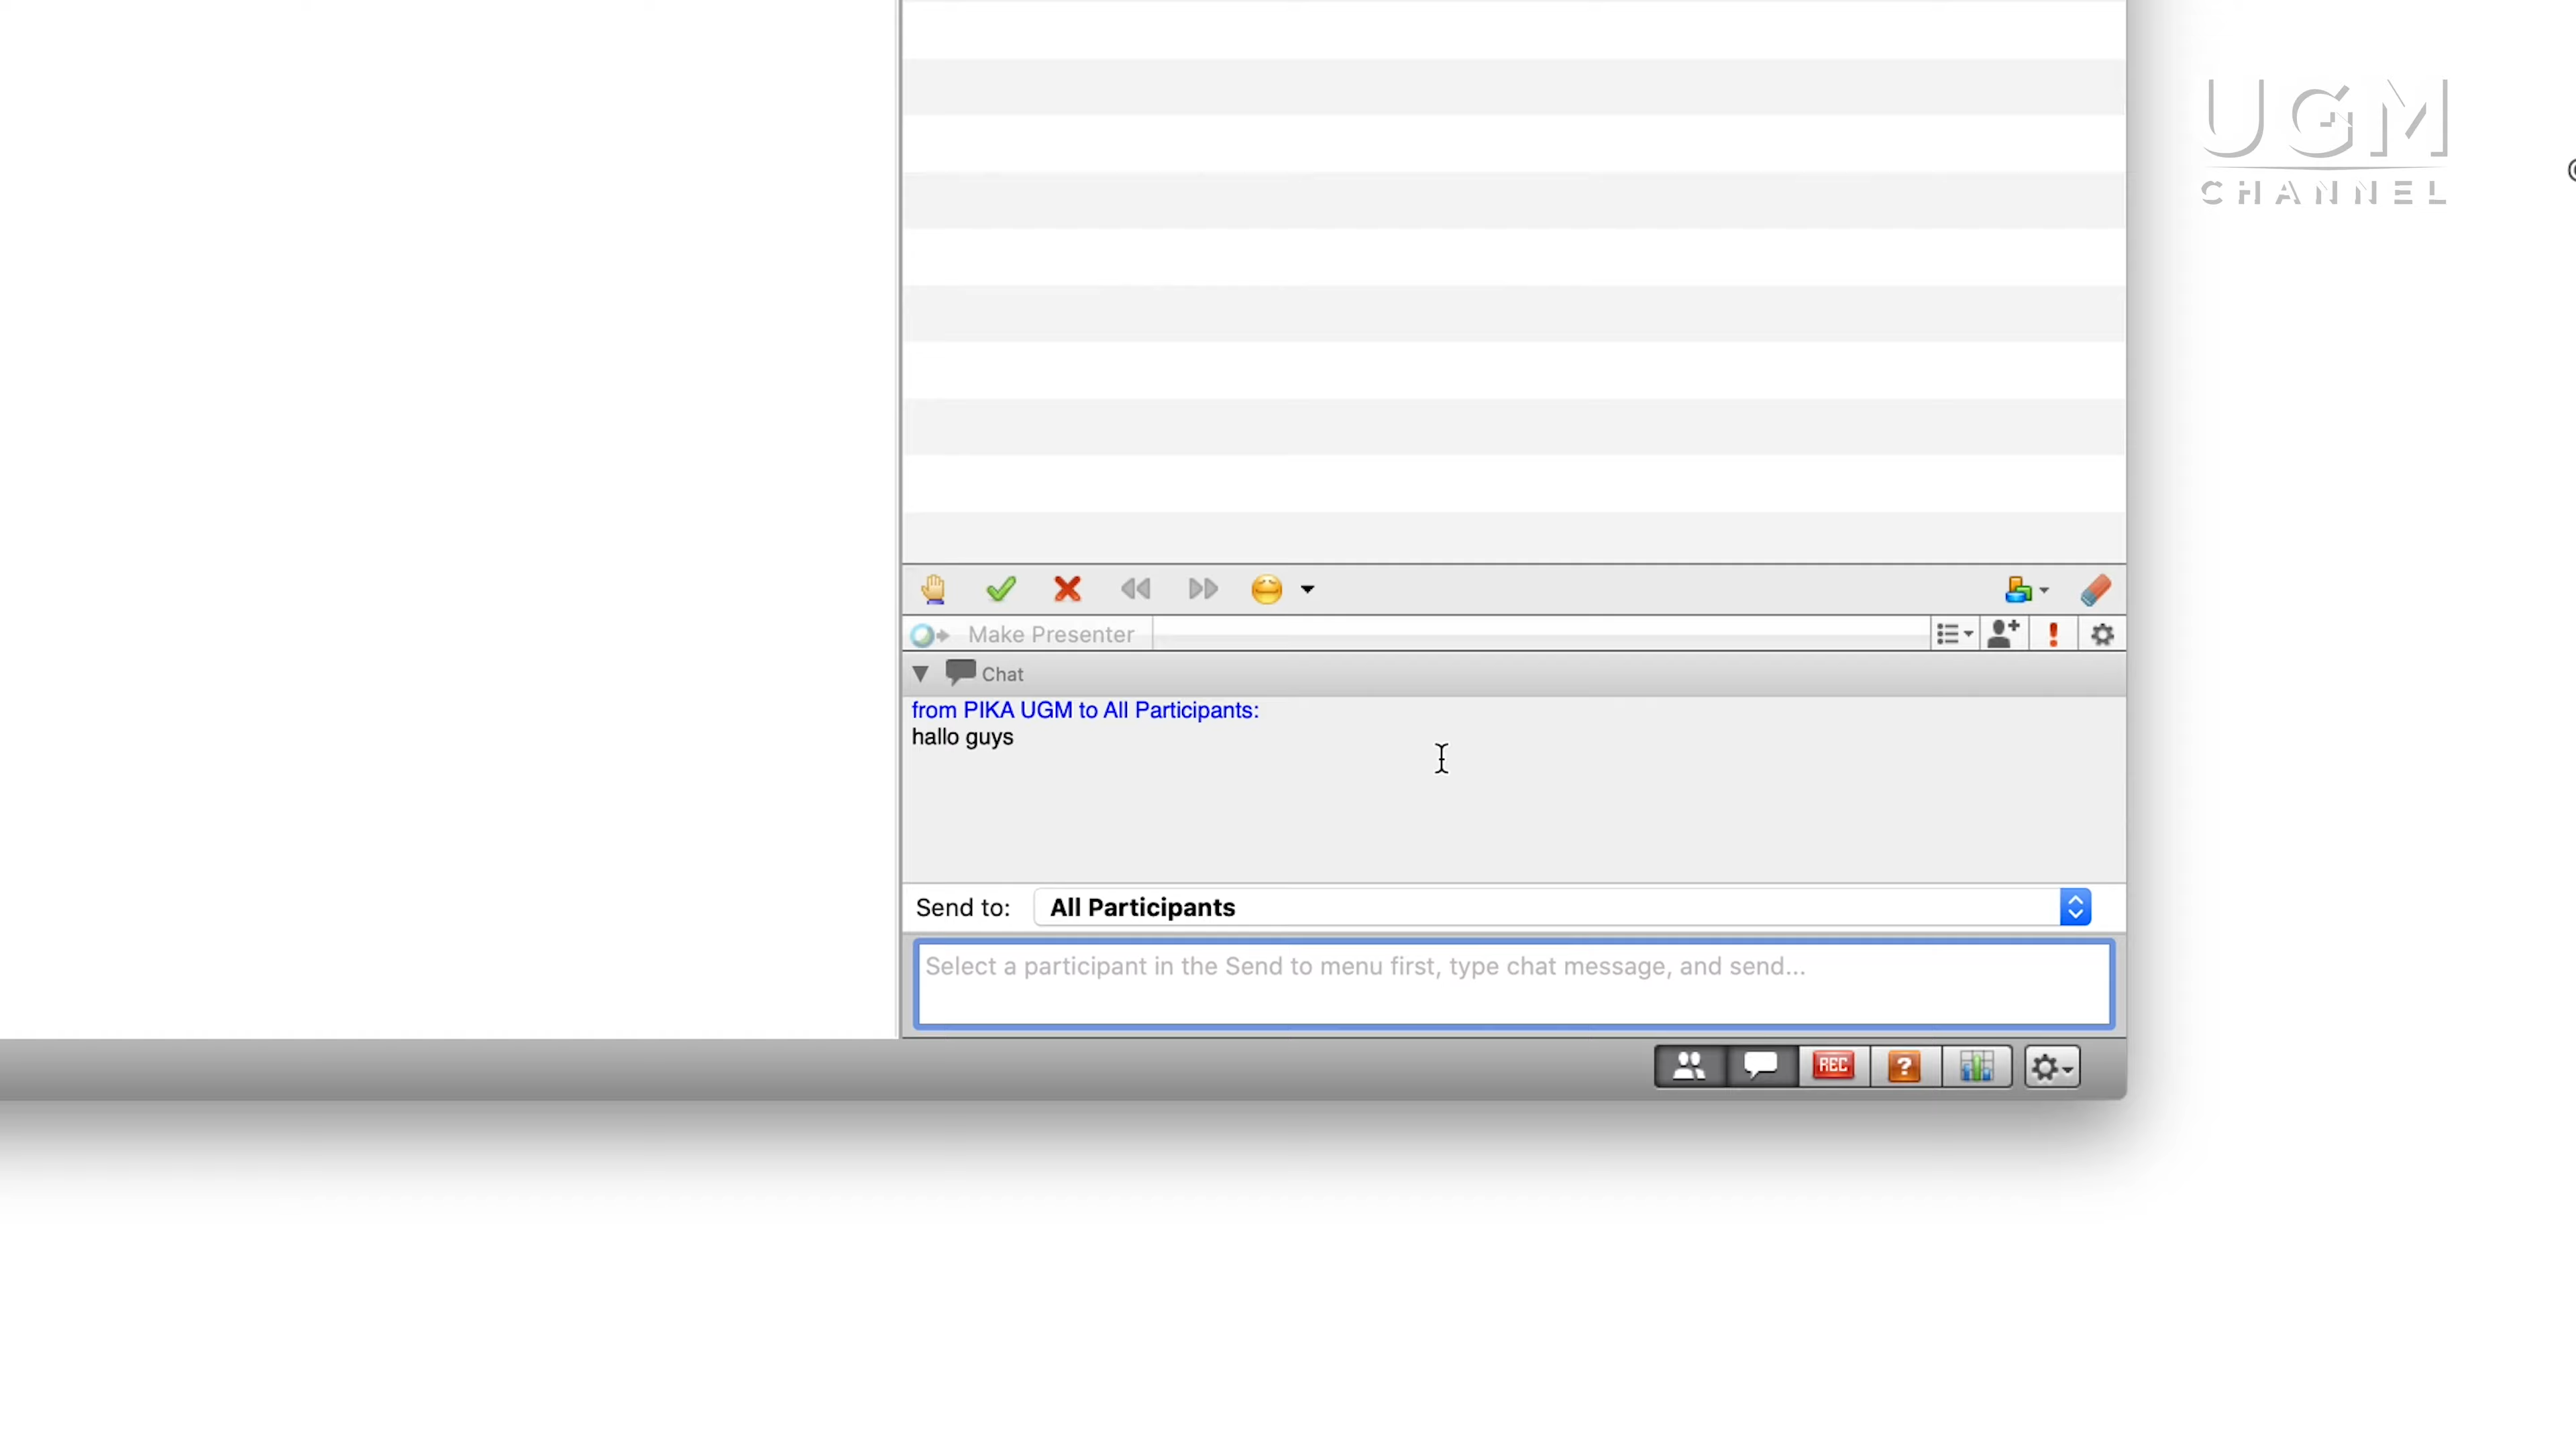 UGM
CHANNEL
Make Presenter
Chat
from PIKA UGM to All Participants:
hallo guys
Send to: All Participants
Select a participant in the Send to menu first, type chat message, and send...
REC
?